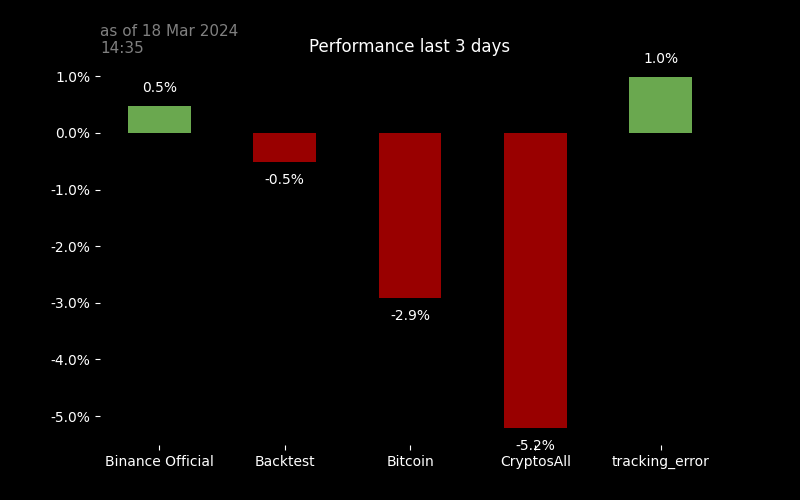 as of 18 Mar 2024
14:35
Performance last 3 days
1.0%
0.0%
-1.0%
-2.0%
-3.0%
-4.0%
-5.0%
0.5%
-0.5%
-2.9%
-5.2%
1.0%
Binance Official
Backtest
Bitcoin
CryptosAll
tracking_error